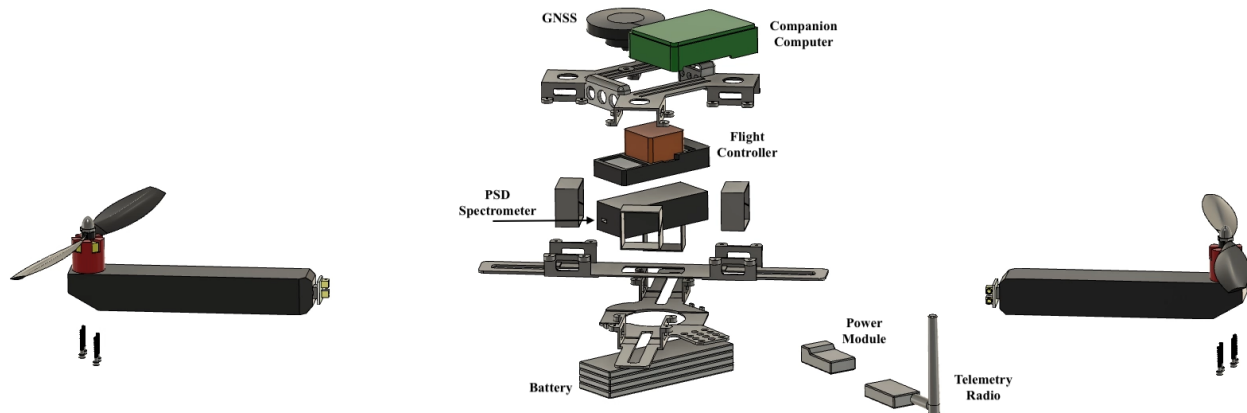 GNSS
Companion
Computer
Flight
Controller
PSD
Spectrometer
Power
Module
Battery
Telemetry
Radio